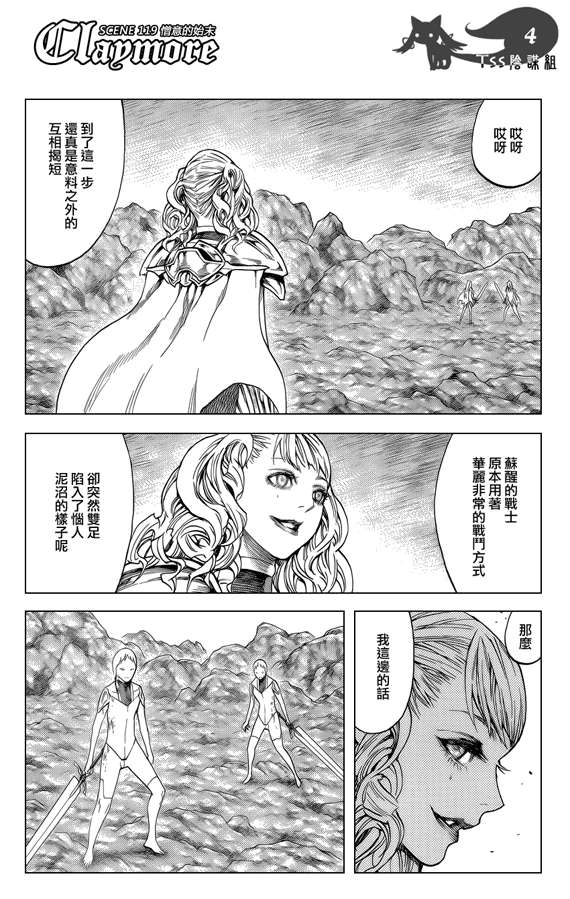 SCENE 119 憎意的始末
Claymore
4
Tss陰謀組
哎呀
哎呀
到了這一步
還真是意料之外的
互相揭短
蘇醒的戰士
原本用著
華麗非常的戰鬥方式
卻突然雙足
陷入了惱人
泥沼的樣子呢
那麼
我這邊的話